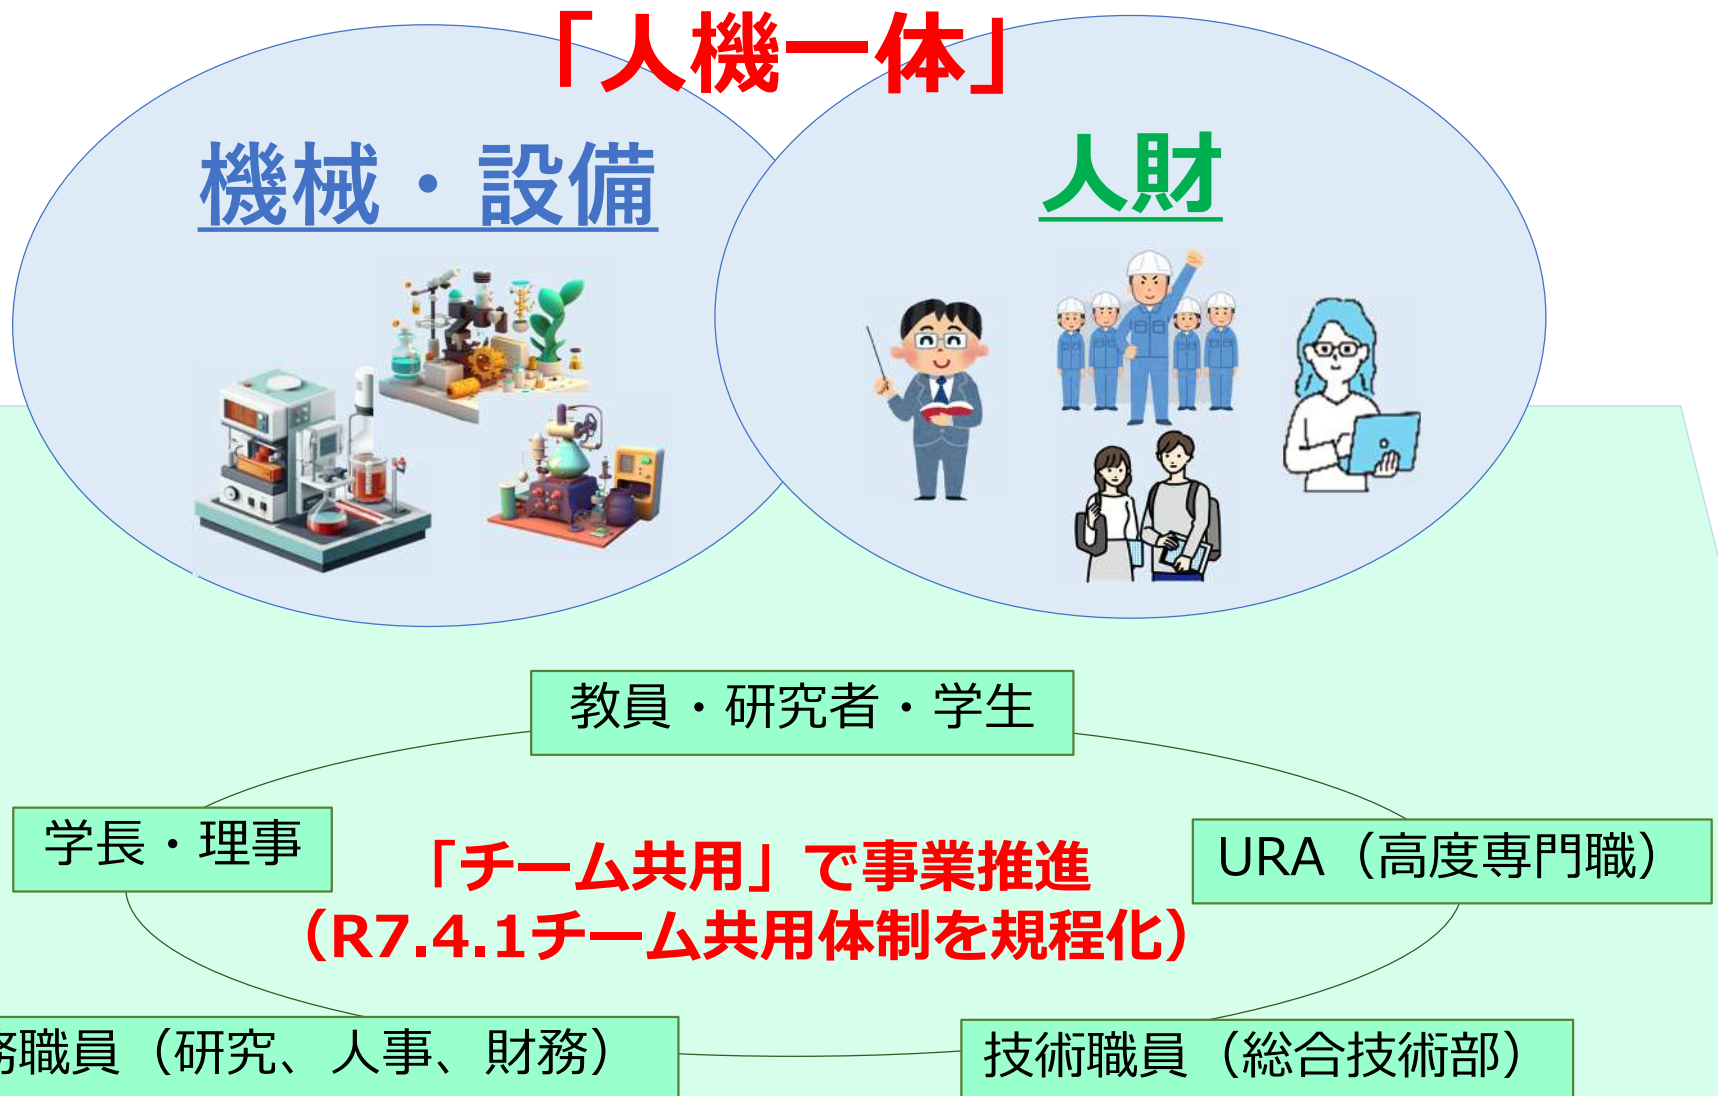 「人機一体」
機械・設備
人財
教員・研究者・学生
学長・理事
URA（高度専門職）
「チーム共用」で事業推進
（R7.4.1チーム共用体制を規程化）
務職員（研究、人事、財務）
技術職員（総合技術部）